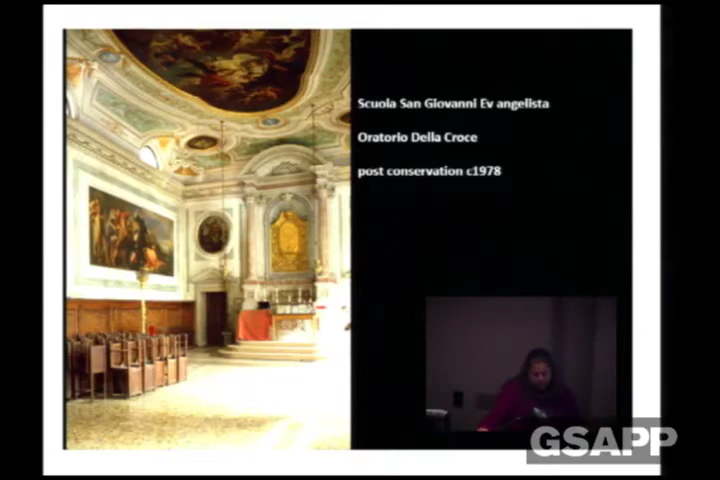 Scuola San Giovanni Ev angelista
Oratorio Della Croce
post conservation c1978
GSAPP